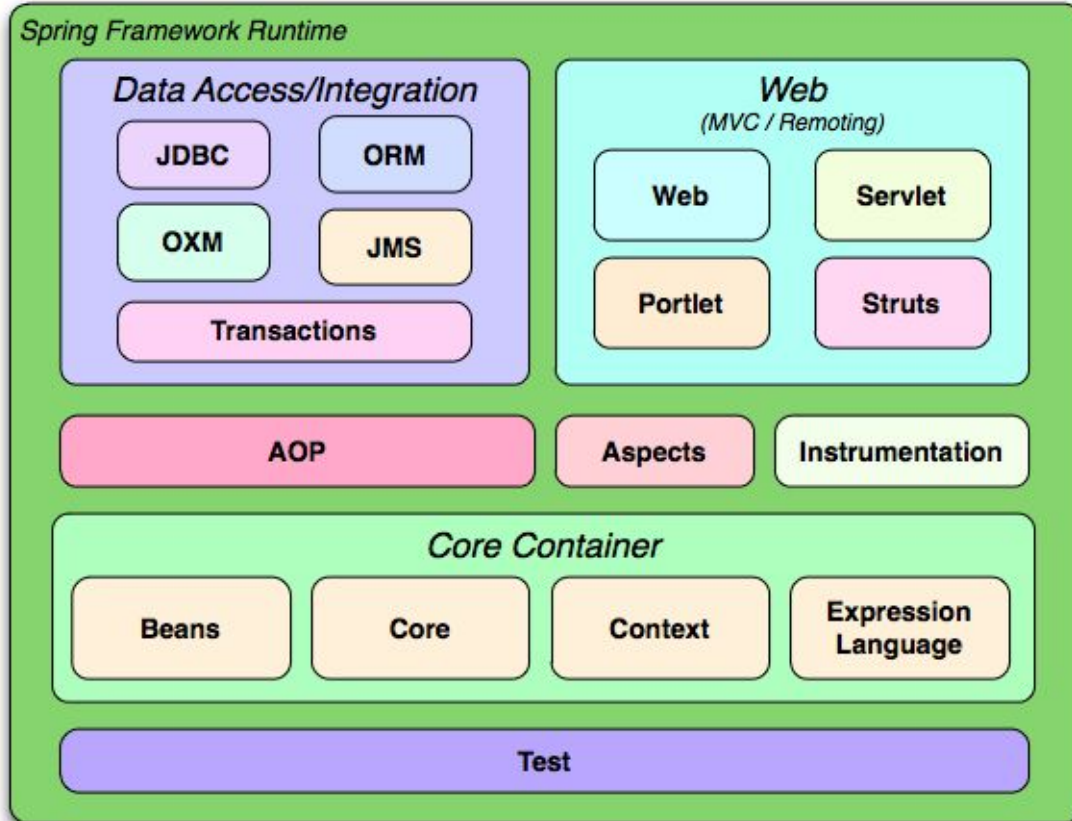 Spring Framework Runtime
Data Access/Integration
JDBC
ORM
OXM
JMS
Transactions
Web
(MVC / Remoting)
Web
Servlet
Portlet
Struts
AOP
Aspects
Instrumentation
Core Container
Beans
Core
Context
Expression
Language
Test